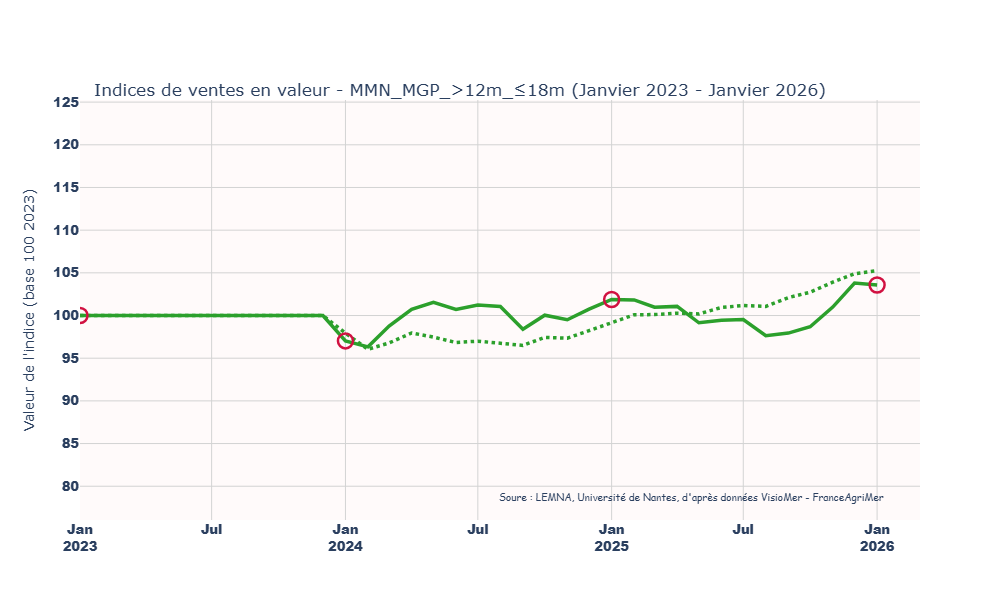 Indices de ventes en valeur - MMN_MGP_>12m_≤18m (Janvier 2023 - Janvier 2026)
Valeur de l'indice (base 100 2023)
125
120
115
110
105
100
95
90
85
80
Soure : LEMNA, Université de Nantes, d'après données VisioMer - FranceAgriMer
Jan Jul Jan Jul Jan Jul Jan
2023 2024 2025 2026